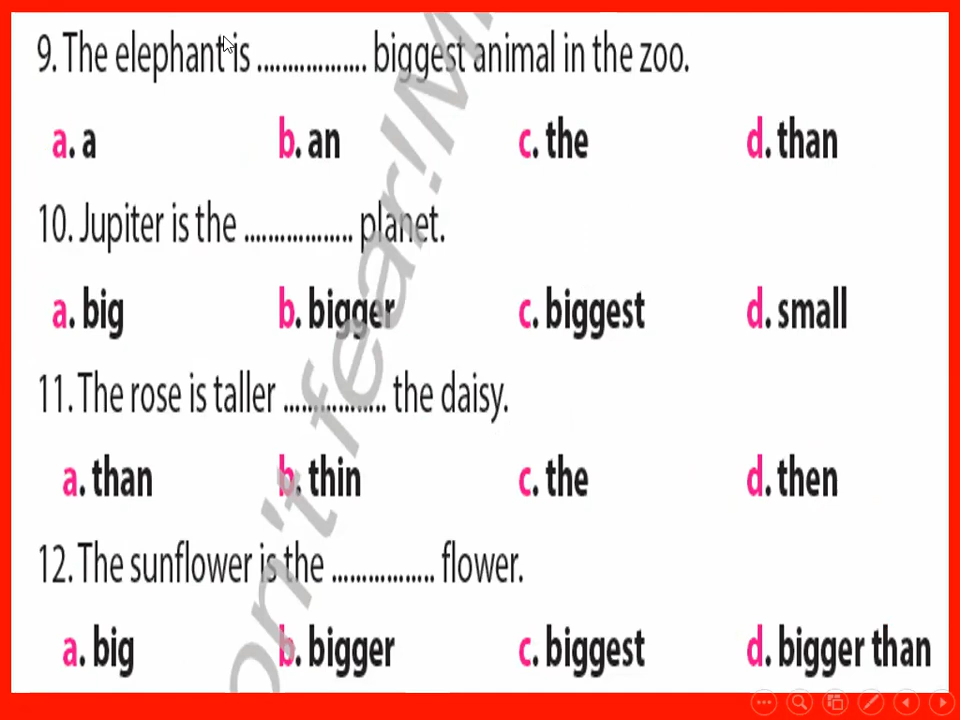 9. The elephant is .................. biggest animal in the zoo.
a. a b. an c. the d. than
10. Jupiter is the .................. planet.
a. big b. bigger c. biggest d. small
11. The rose is taller ................. the daisy.
a. than b. thin c. the d. then
12. The sunflower is the ................. flower.
a. big b. bigger c. biggest d. bigger than
on't fear! M